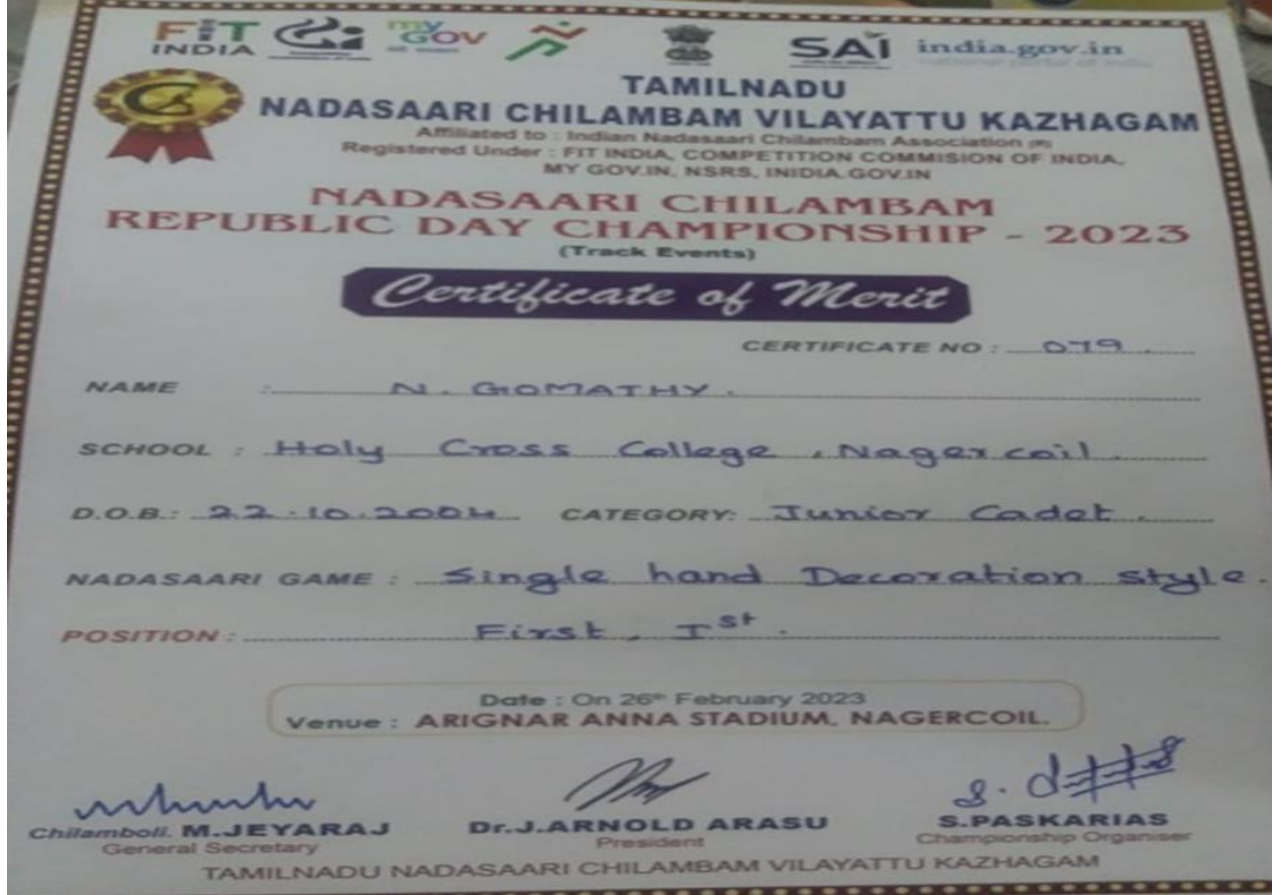 FIT my GOV SAI india.gov.in
INDIA
TAMILNADU
NADASAARI CHILAMBAM VILAYATTU KAZHAGAM
Affiliated to : Indian Nadasaari Chilambam Association (R)
Registered Under : FIT INDIA, COMPETITION COMMISION OF INDIA,
MY GOV.IN, NSRS, INIDIA.GOV.IN
NADASAARI CHILAMBAM
REPUBLIC DAY CHAMPIONSHIP - 2023
(Track Events)
Certificate of Merit
CERTIFICATE NO : 079.
NAME : N. GOMATHY.
SCHOOL : Holy Cross College, Nagercoil.
D.O.B.: 22.10.2004 CATEGORY: Junior Cadet.
NADASAARI GAME : Single hand Decoration style.
POSITION : First, Ist.
Date : On 26th February 2023
Venue : ARIGNAR ANNA STADIUM, NAGERCOIL.
Chilamboli. M.JEYARAJ Dr.J.ARNOLD ARASU S.PASKARIAS
General Secretary President Championship Organiser
TAMILNADU NADASAARI CHILAMBAM VILAYATTU KAZHAGAM